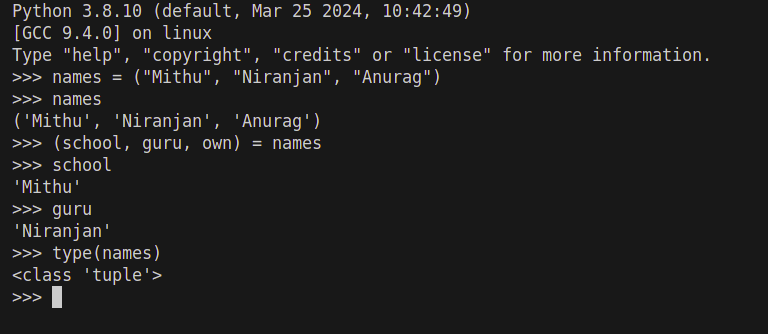 Python 3.8.10 (default, Mar 25 2024, 10:42:49)
[GCC 9.4.0] on linux
Type "help", "copyright", "credits" or "license" for more information.
>>> names = ("Mithu", "Niranjan", "Anurag")
>>> names
('Mithu', 'Niranjan', 'Anurag')
>>> (school, guru, own) = names
>>> school
'Mithu'
>>> guru
'Niranjan'
>>> type(names)
<class 'tuple'>
>>>